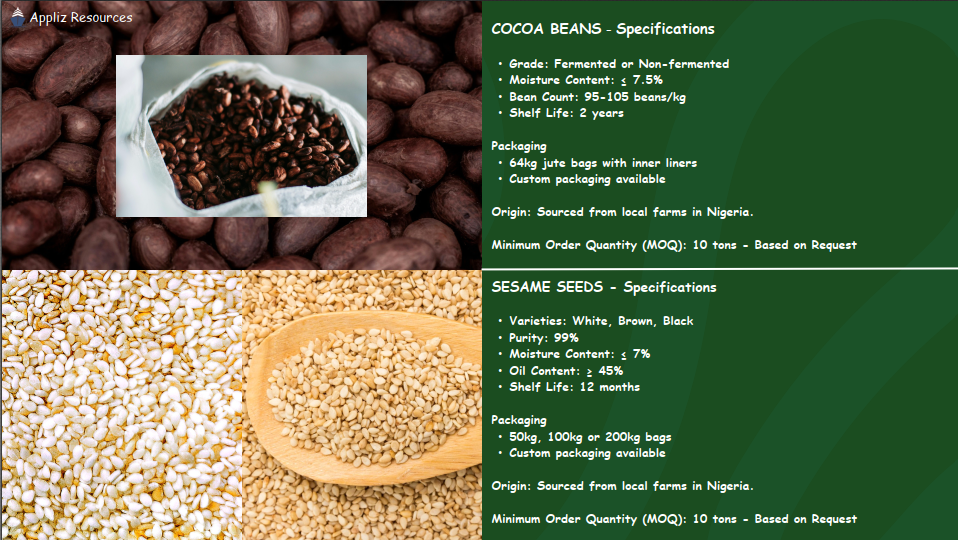 Appliz Resources
COCOA BEANS - Specifications
• Grade: Fermented or Non-fermented
• Moisture Content: ≤ 7.5%
• Bean Count: 95-105 beans/kg
• Shelf Life: 2 years
Packaging
• 64kg jute bags with inner liners
• Custom packaging available
Origin: Sourced from local farms in Nigeria.
Minimum Order Quantity (MOQ): 10 tons - Based on Request
SESAME SEEDS - Specifications
• Varieties: White, Brown, Black
• Purity: 99%
• Moisture Content: ≤ 7%
• Oil Content: ≥ 45%
• Shelf Life: 12 months
Packaging
• 50kg, 100kg or 200kg bags
• Custom packaging available
Origin: Sourced from local farms in Nigeria.
Minimum Order Quantity (MOQ): 10 tons - Based on Request